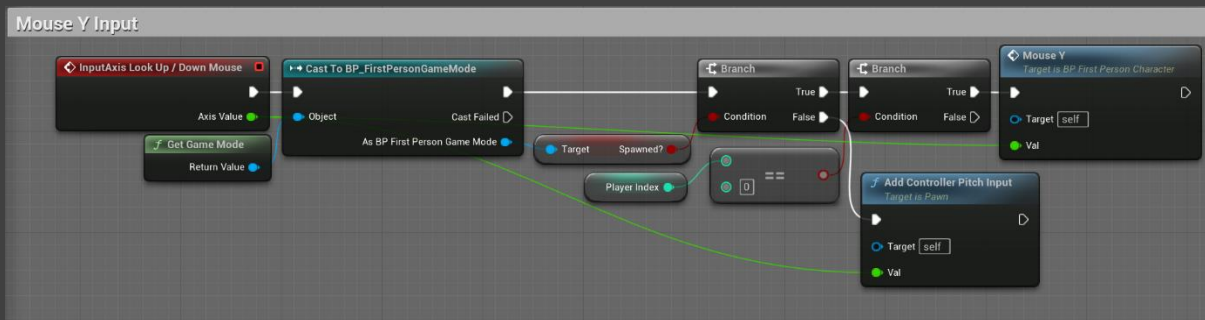 Mouse Y Input
InputAxis Look Up / Down Mouse
Axis Value
f Get Game Mode
Return Value
Cast To BP_FirstPersonGameMode
Object
Cast Failed
As BP First Person Game Mode
Target Spawned?
Player Index
0
==
Branch
True
Condition False
Branch
True
Condition False
Mouse Y
Target is BP First Person Character
Target self
Val
f Add Controller Pitch Input
Target is Pawn
Target self
Val